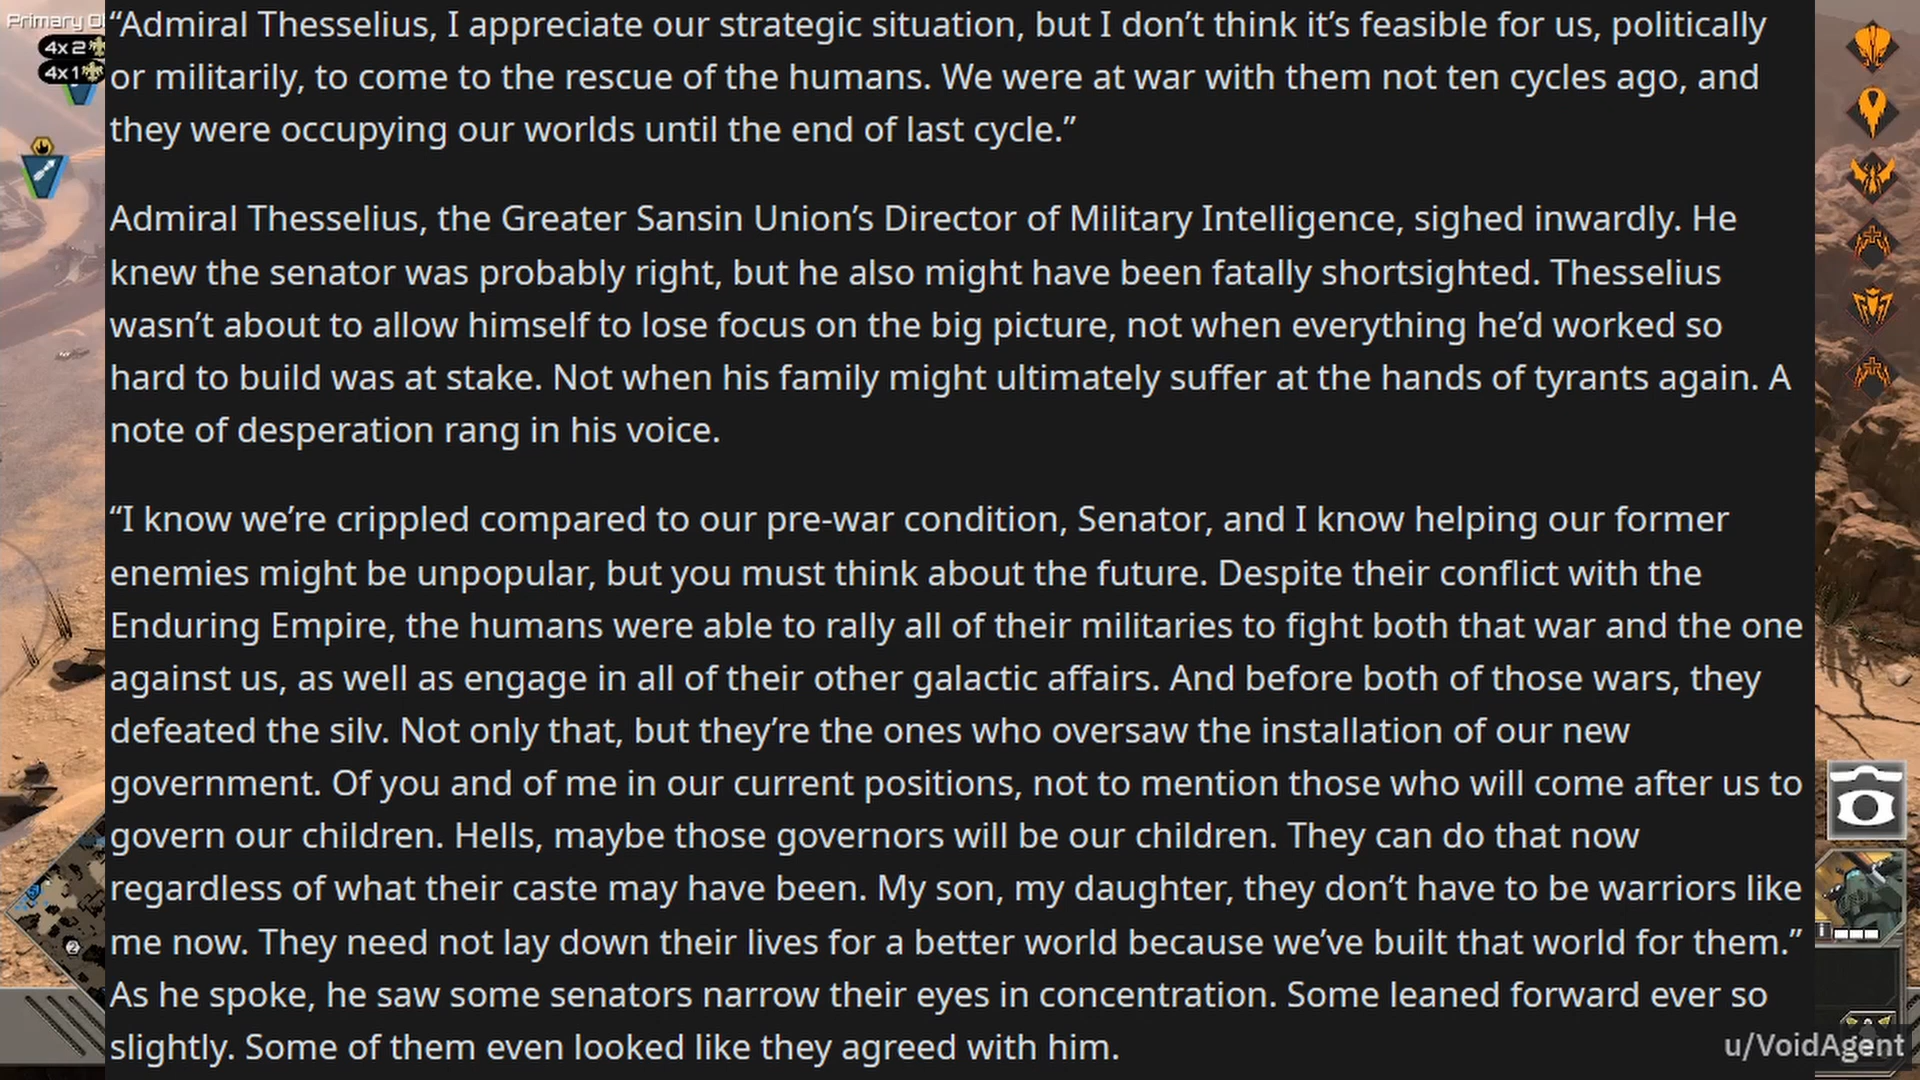 Primary O
4x 2
4x1
“Admiral Thesselius, I appreciate our strategic situation, but I don’t think it’s feasible for us, politically
or militarily, to come to the rescue of the humans. We were at war with them not ten cycles ago, and
they were occupying our worlds until the end of last cycle.”
Admiral Thesselius, the Greater Sansin Union’s Director of Military Intelligence, sighed inwardly. He
knew the senator was probably right, but he also might have been fatally shortsighted. Thesselius
wasn’t about to allow himself to lose focus on the big picture, not when everything he’d worked so
hard to build was at stake. Not when his family might ultimately suffer at the hands of tyrants again. A
note of desperation rang in his voice.
“I know we’re crippled compared to our pre-war condition, Senator, and I know helping our former
enemies might be unpopular, but you must think about the future. Despite their conflict with the
Enduring Empire, the humans were able to rally all of their militaries to fight both that war and the one
against us, as well as engage in all of their other galactic affairs. And before both of those wars, they
defeated the silv. Not only that, but they’re the ones who oversaw the installation of our new
government. Of you and of me in our current positions, not to mention those who will come after us to
govern our children. Hells, maybe those governors will be our children. They can do that now
regardless of what their caste may have been. My son, my daughter, they don’t have to be warriors like
me now. They need not lay down their lives for a better world because we’ve built that world for them.”
As he spoke, he saw some senators narrow their eyes in concentration. Some leaned forward ever so
slightly. Some of them even looked like they agreed with him.
2
u/VoidAgent